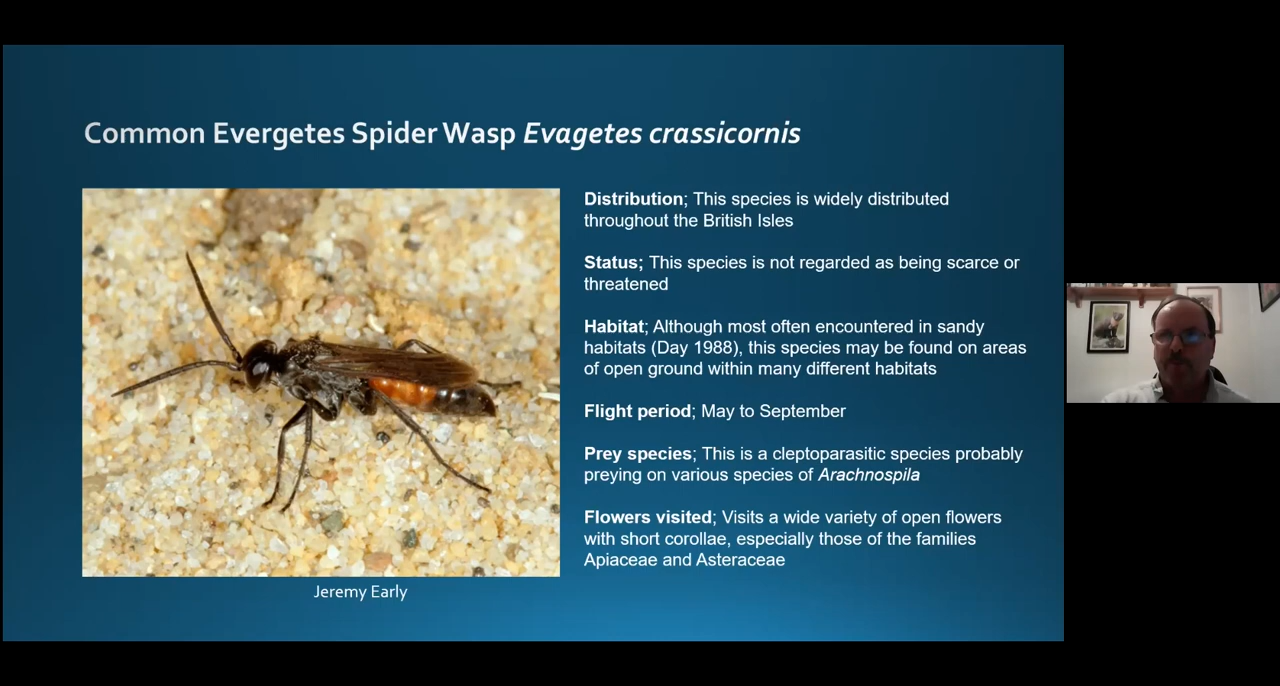 Common Evergetes Spider Wasp Evagetes crassicornis
Distribution; This species is widely distributed
throughout the British Isles
Status; This species is not regarded as being scarce or
threatened
Habitat; Although most often encountered in sandy
habitats (Day 1988), this species may be found on areas
of open ground within many different habitats
Flight period; May to September
Prey species; This is a cleptoparasitic species probably
preying on various species of Arachnospila
Flowers visited; Visits a wide variety of open flowers
with short corollae, especially those of the families
Apiaceae and Asteraceae
Jeremy Early